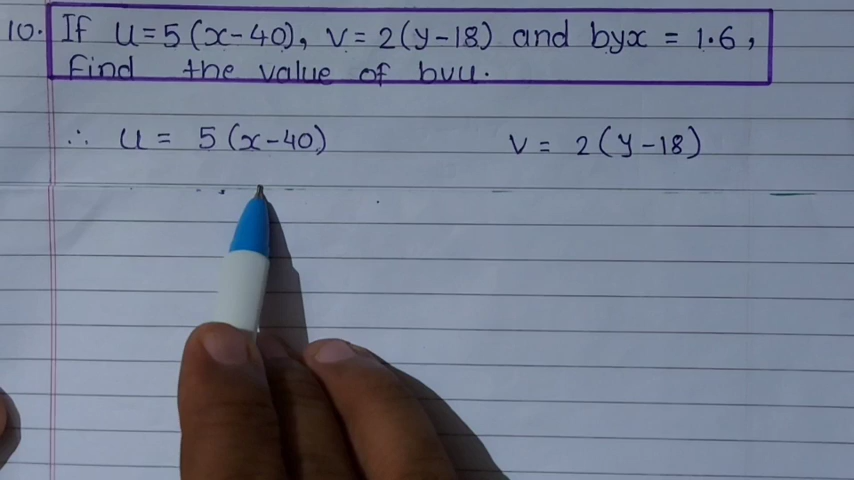 10. If u=5(x-40), v=2(y-18) and byx = 1.6,
Find the value of bvu.
∴ u = 5(x-40) v = 2(y-18)